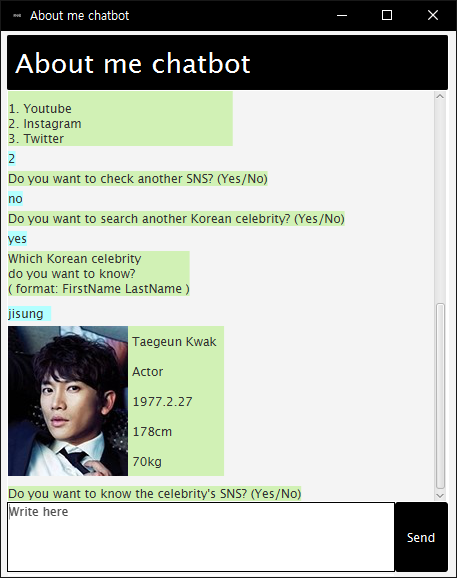 About me chatbot
About me chatbot
1. Youtube
2. Instagram
3. Twitter
2
Do you want to check another SNS? (Yes/No)
no
Do you want to search another Korean celebrity? (Yes/No)
yes
Which Korean celebrity
do you want to know?
( format: FirstName LastName )
jisung
Taegeun Kwak
Actor
1977.2.27
178cm
70kg
Do you want to know the celebrity's SNS? (Yes/No)
Write here
Send